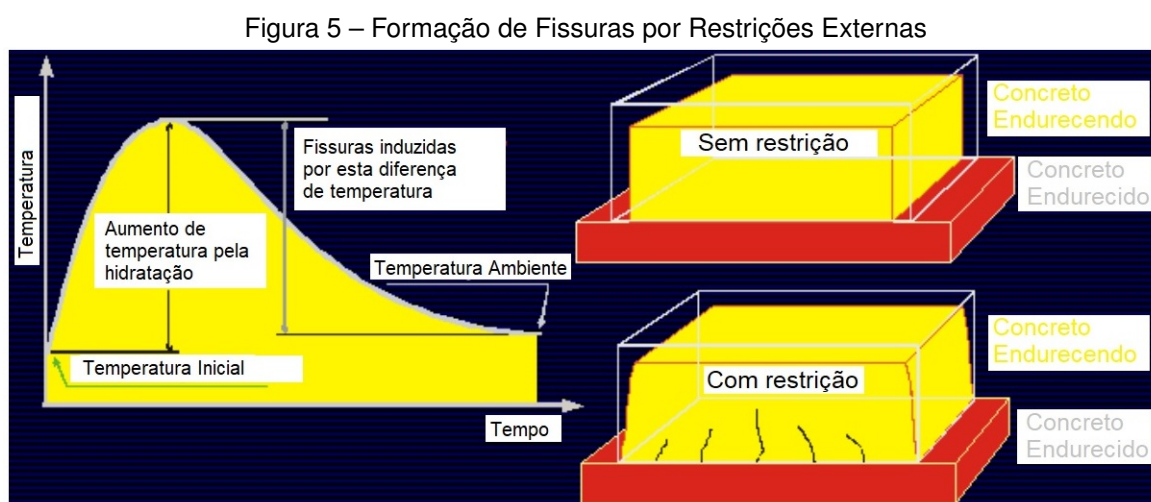 Figura 5 – Formação de Fissuras por Restrições Externas
Temperatura
Fissuras induzidas
por esta diferença
de temperatura
Aumento de
temperatura pela
hidratação
Temperatura Ambiente
Temperatura Inicial
Tempo
Sem restrição
Concreto
Endurecendo
Concreto
Endurecido
Com restrição
Concreto
Endurecendo
Concreto
Endurecido